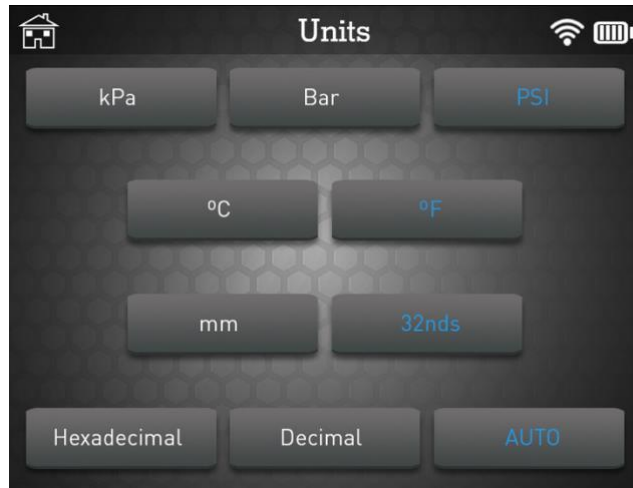 Units
kPa Bar PSI
ºC ºF
mm 32nds
Hexadecimal Decimal AUTO